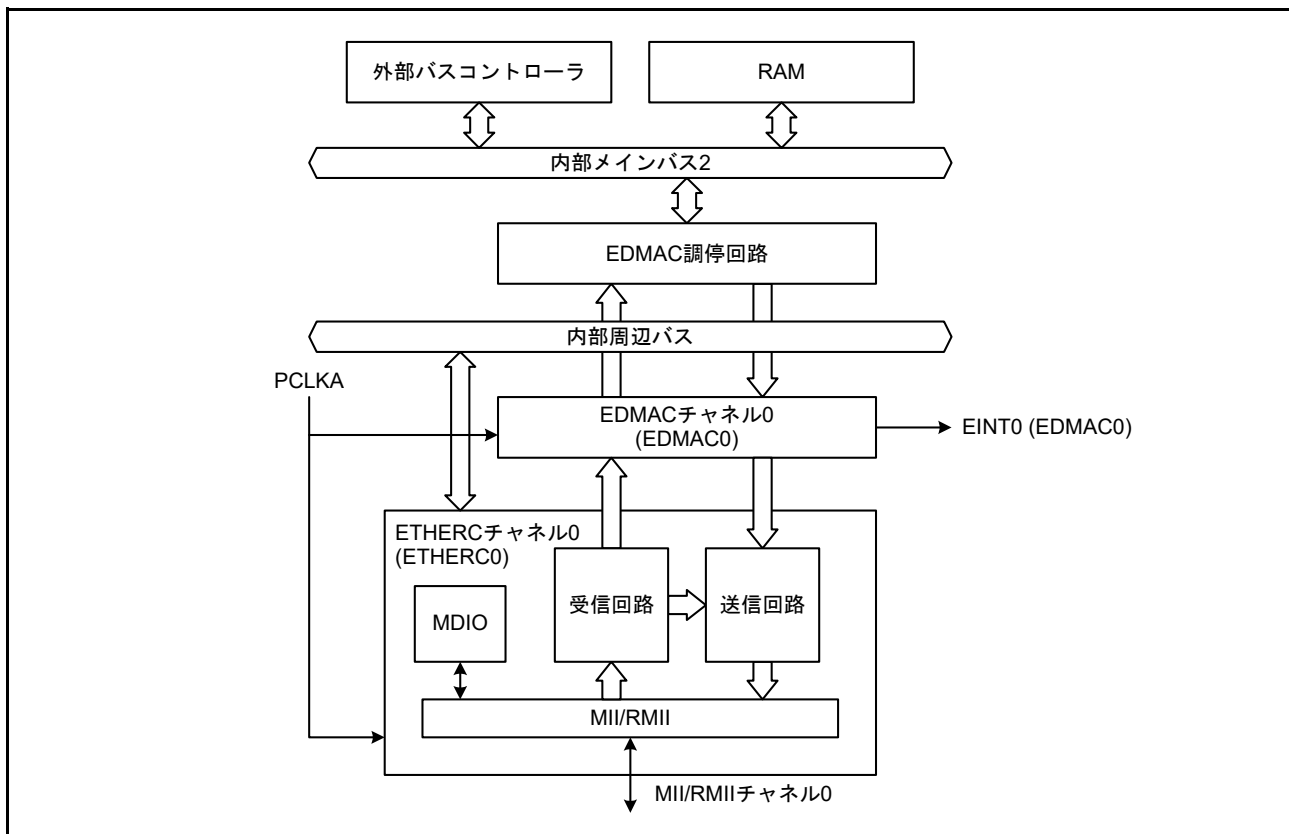 外部バスコントローラ
RAM
内部メインバス2
EDMAC調停回路
内部周辺バス
PCLKA
EDMACチャネル0
(EDMAC0)
EINT0 (EDMAC0)
ETHERCチャネル0
(ETHERC0)
受信回路
送信回路
MDIO
MII/RMII
MII/RMIIチャネル0